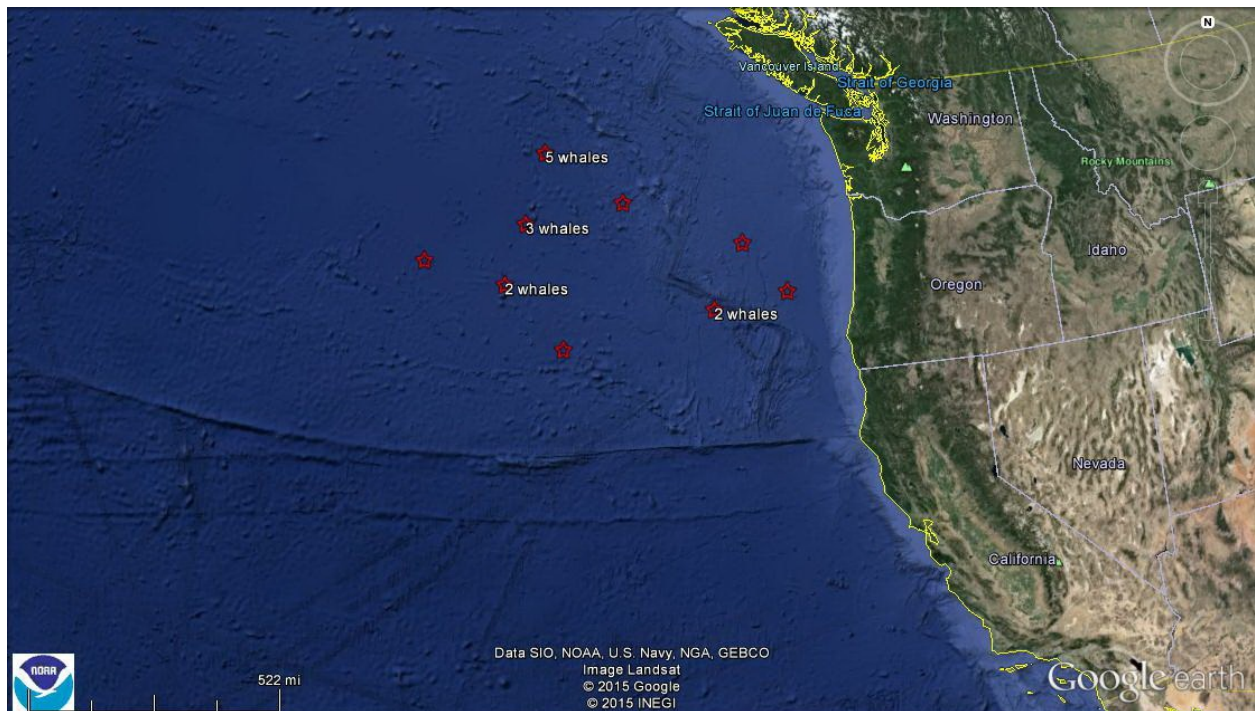 N
Vancouver Island
Strait of Georgia
Strait of Juan de Fuca
Washington
5 whales
Rocky Mountains
3 whales
Idaho
2 whales
Oregon
2 whales
Nevada
California
Data SIO, NOAA, U.S. Navy, NGA, GEBCO
Image Landsat
© 2015 Google
© 2015 INEGI
NOAA
522 mi
Google earth